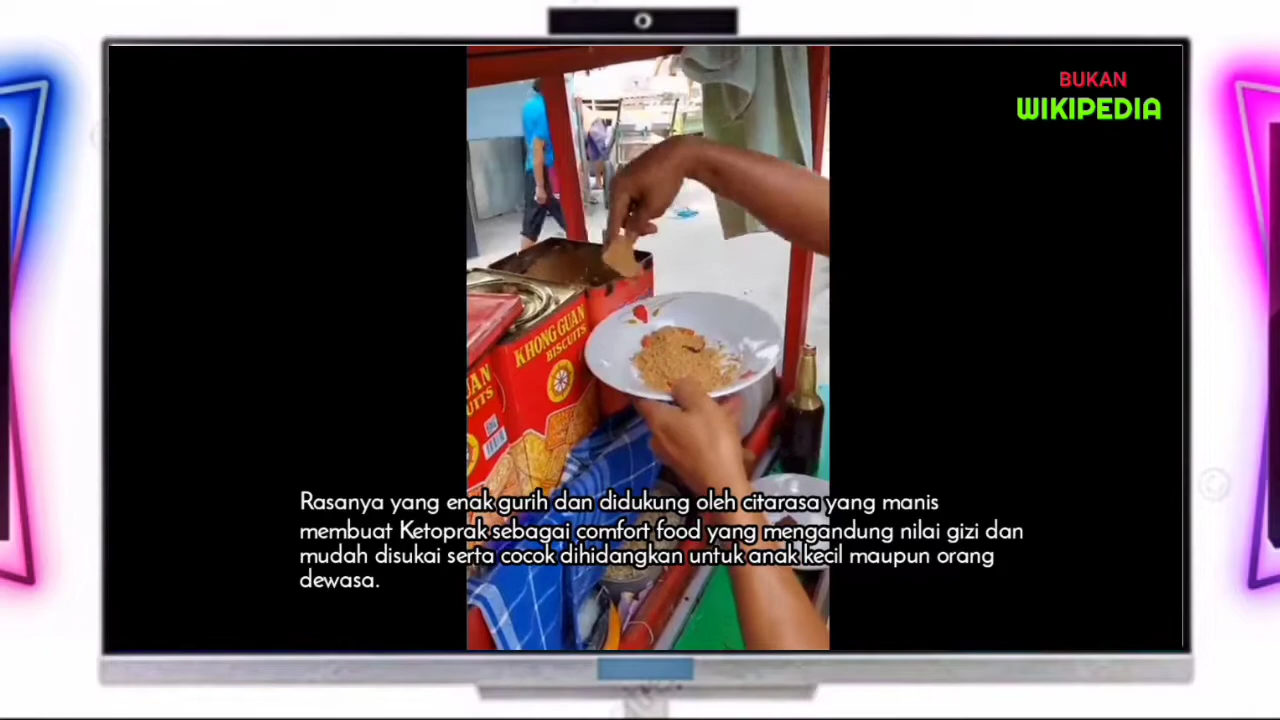 BUKAN
WIKIPEDIA
KHONG GUAN
BISCUITS
Rasanya yang enak gurih dan didukung oleh citarasa yang manis
membuat Ketoprak sebagai comfort food yang mengandung nilai gizi dan
mudah disukai serta cocok dihidangkan untuk anak kecil maupun orang
dewasa.